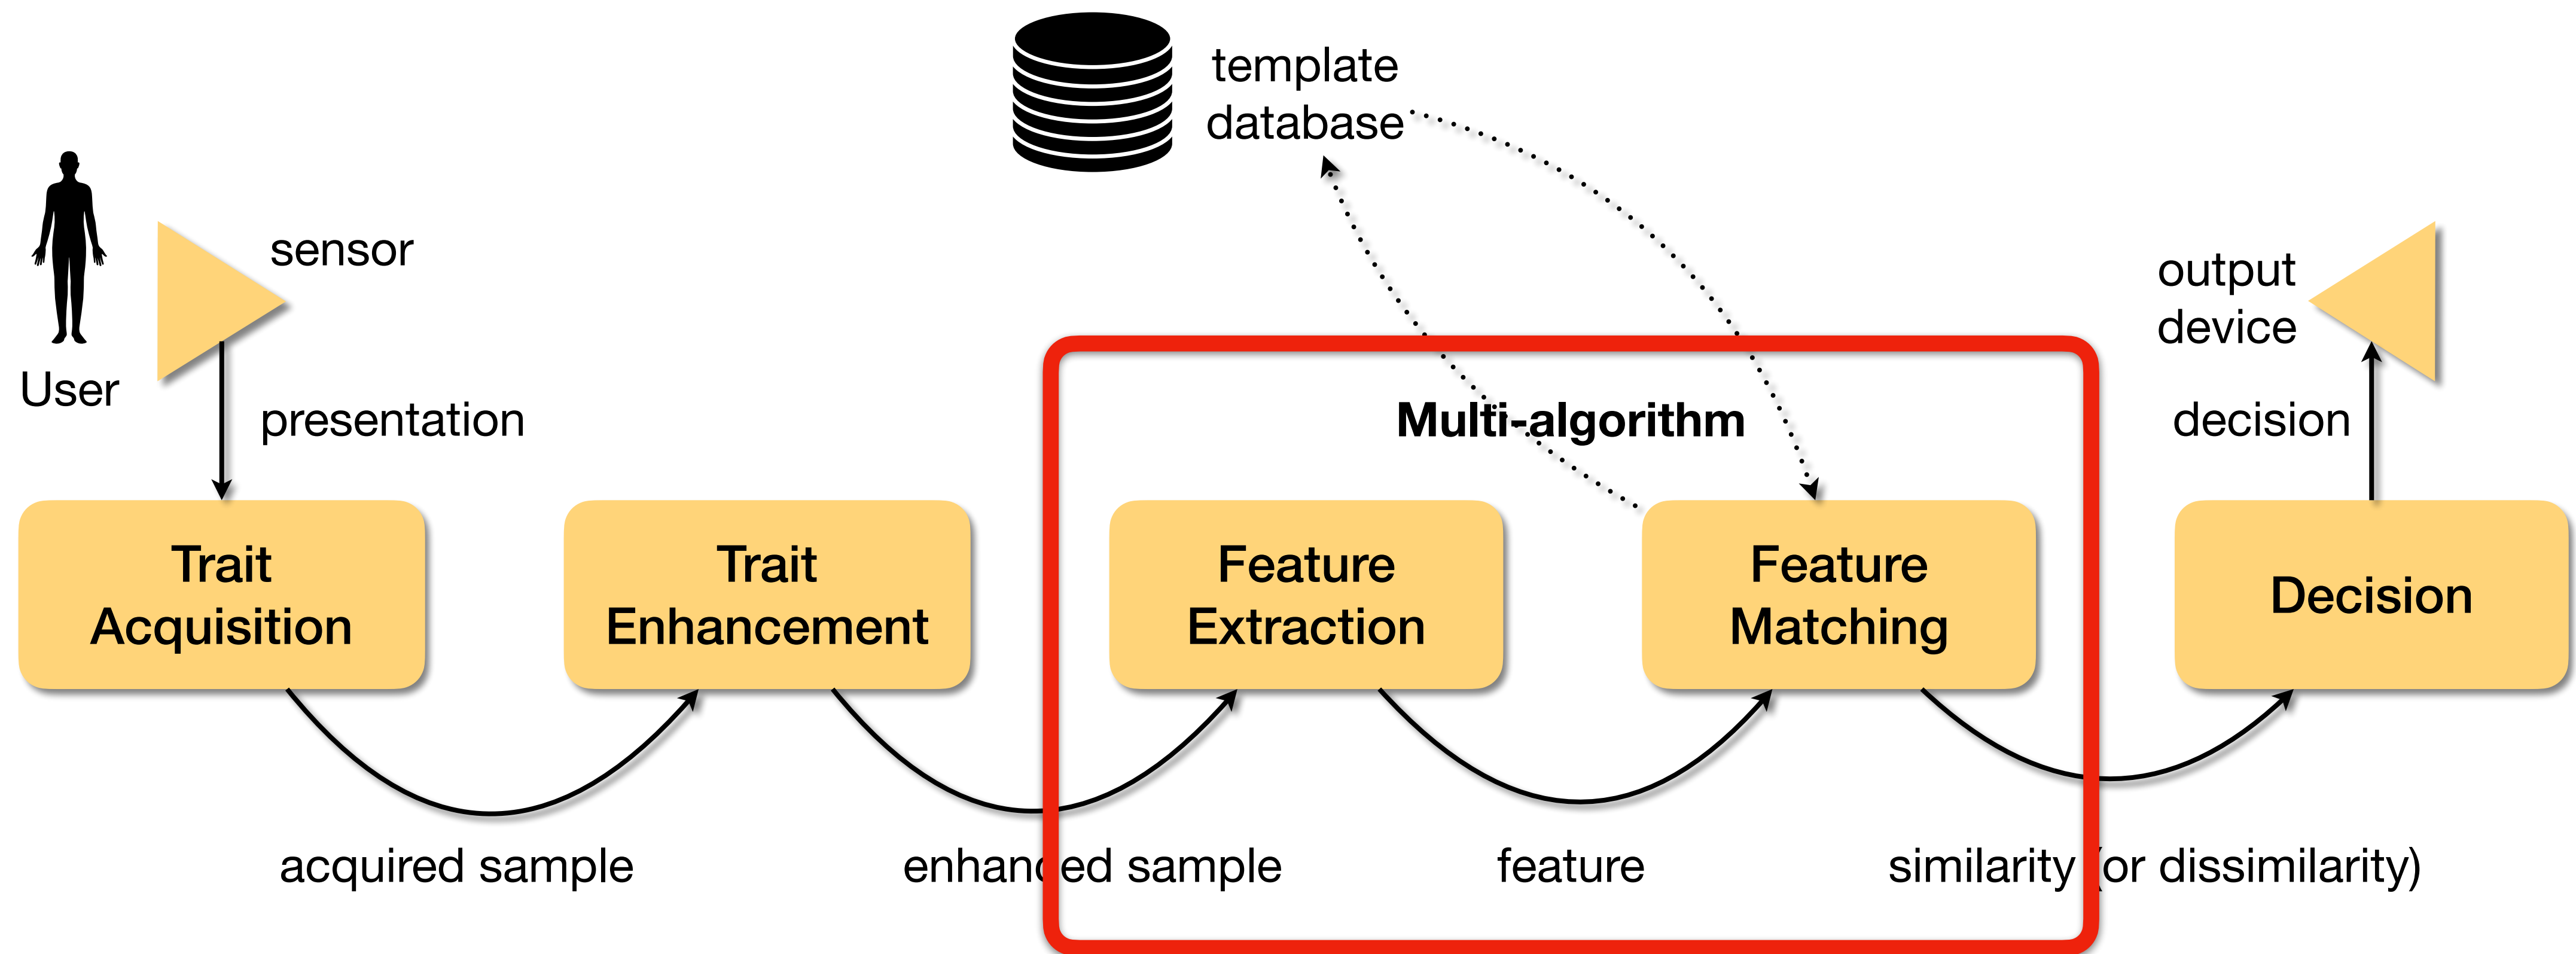 template
database
sensor
User
presentation
output
device
decision
Multi-algorithm
Trait
Acquisition
Trait
Enhancement
Feature
Extraction
Feature
Matching
Decision
acquired sample
enhanced sample
feature
similarity (or dissimilarity)